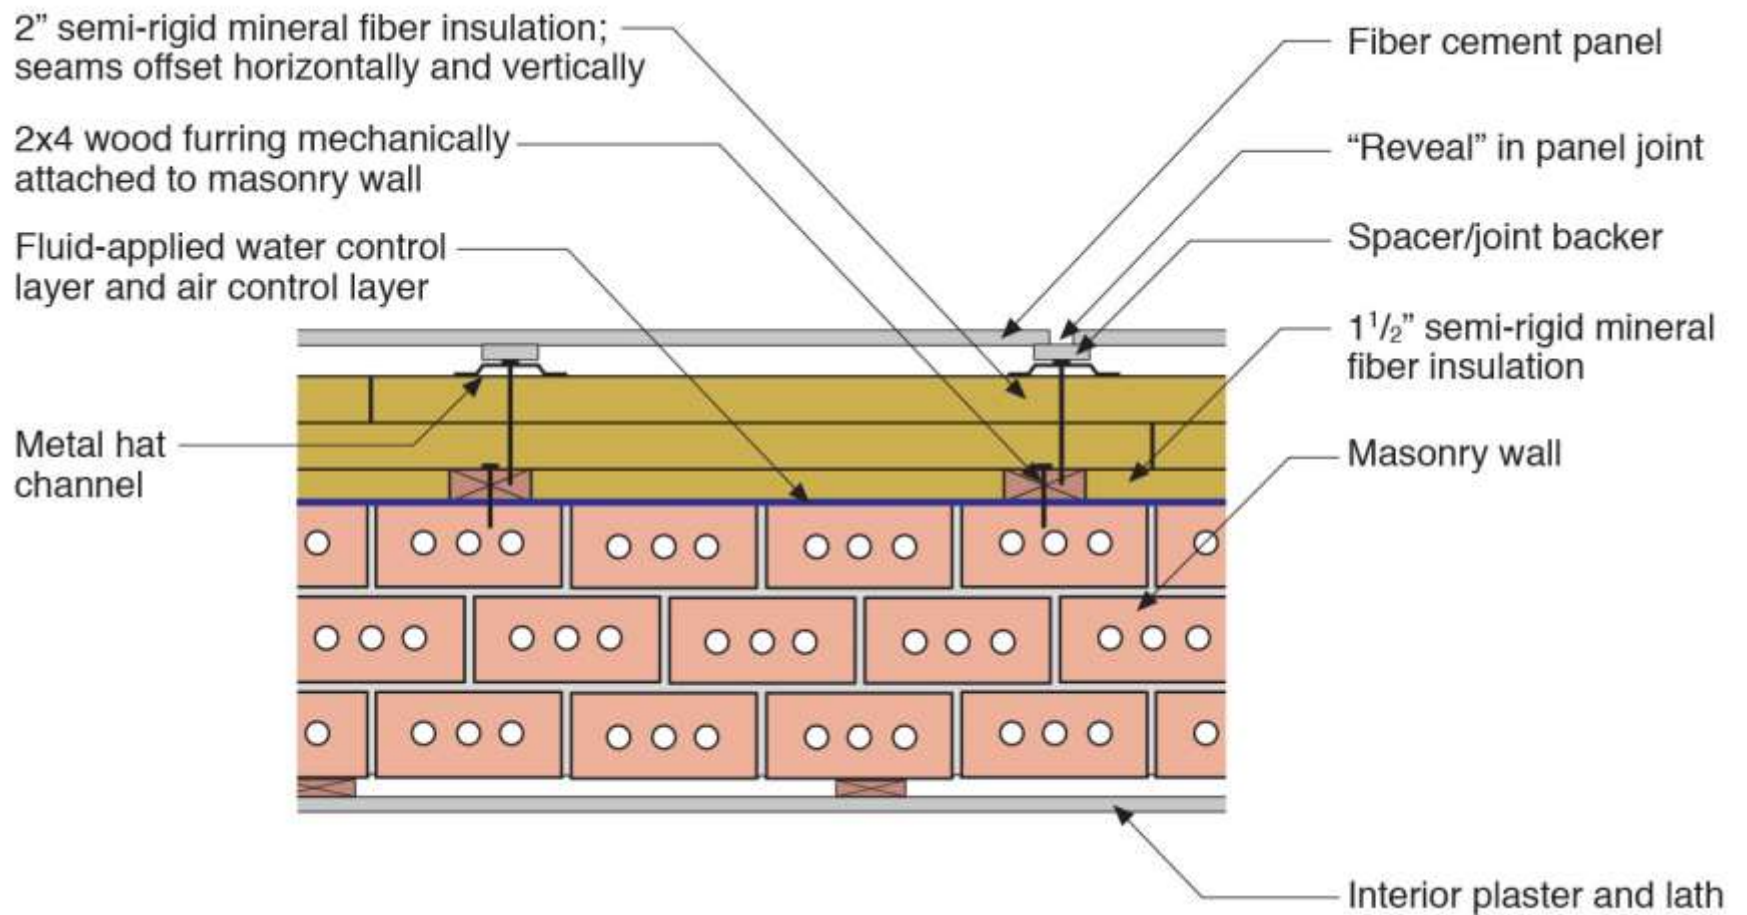 2” semi-rigid mineral fiber insulation;
seams offset horizontally and vertically
2x4 wood furring mechanically
attached to masonry wall
Fluid-applied water control
layer and air control layer
Metal hat
channel
Fiber cement panel
“Reveal” in panel joint
Spacer/joint backer
1¹/₂” semi-rigid mineral
fiber insulation
Masonry wall
Interior plaster and lath